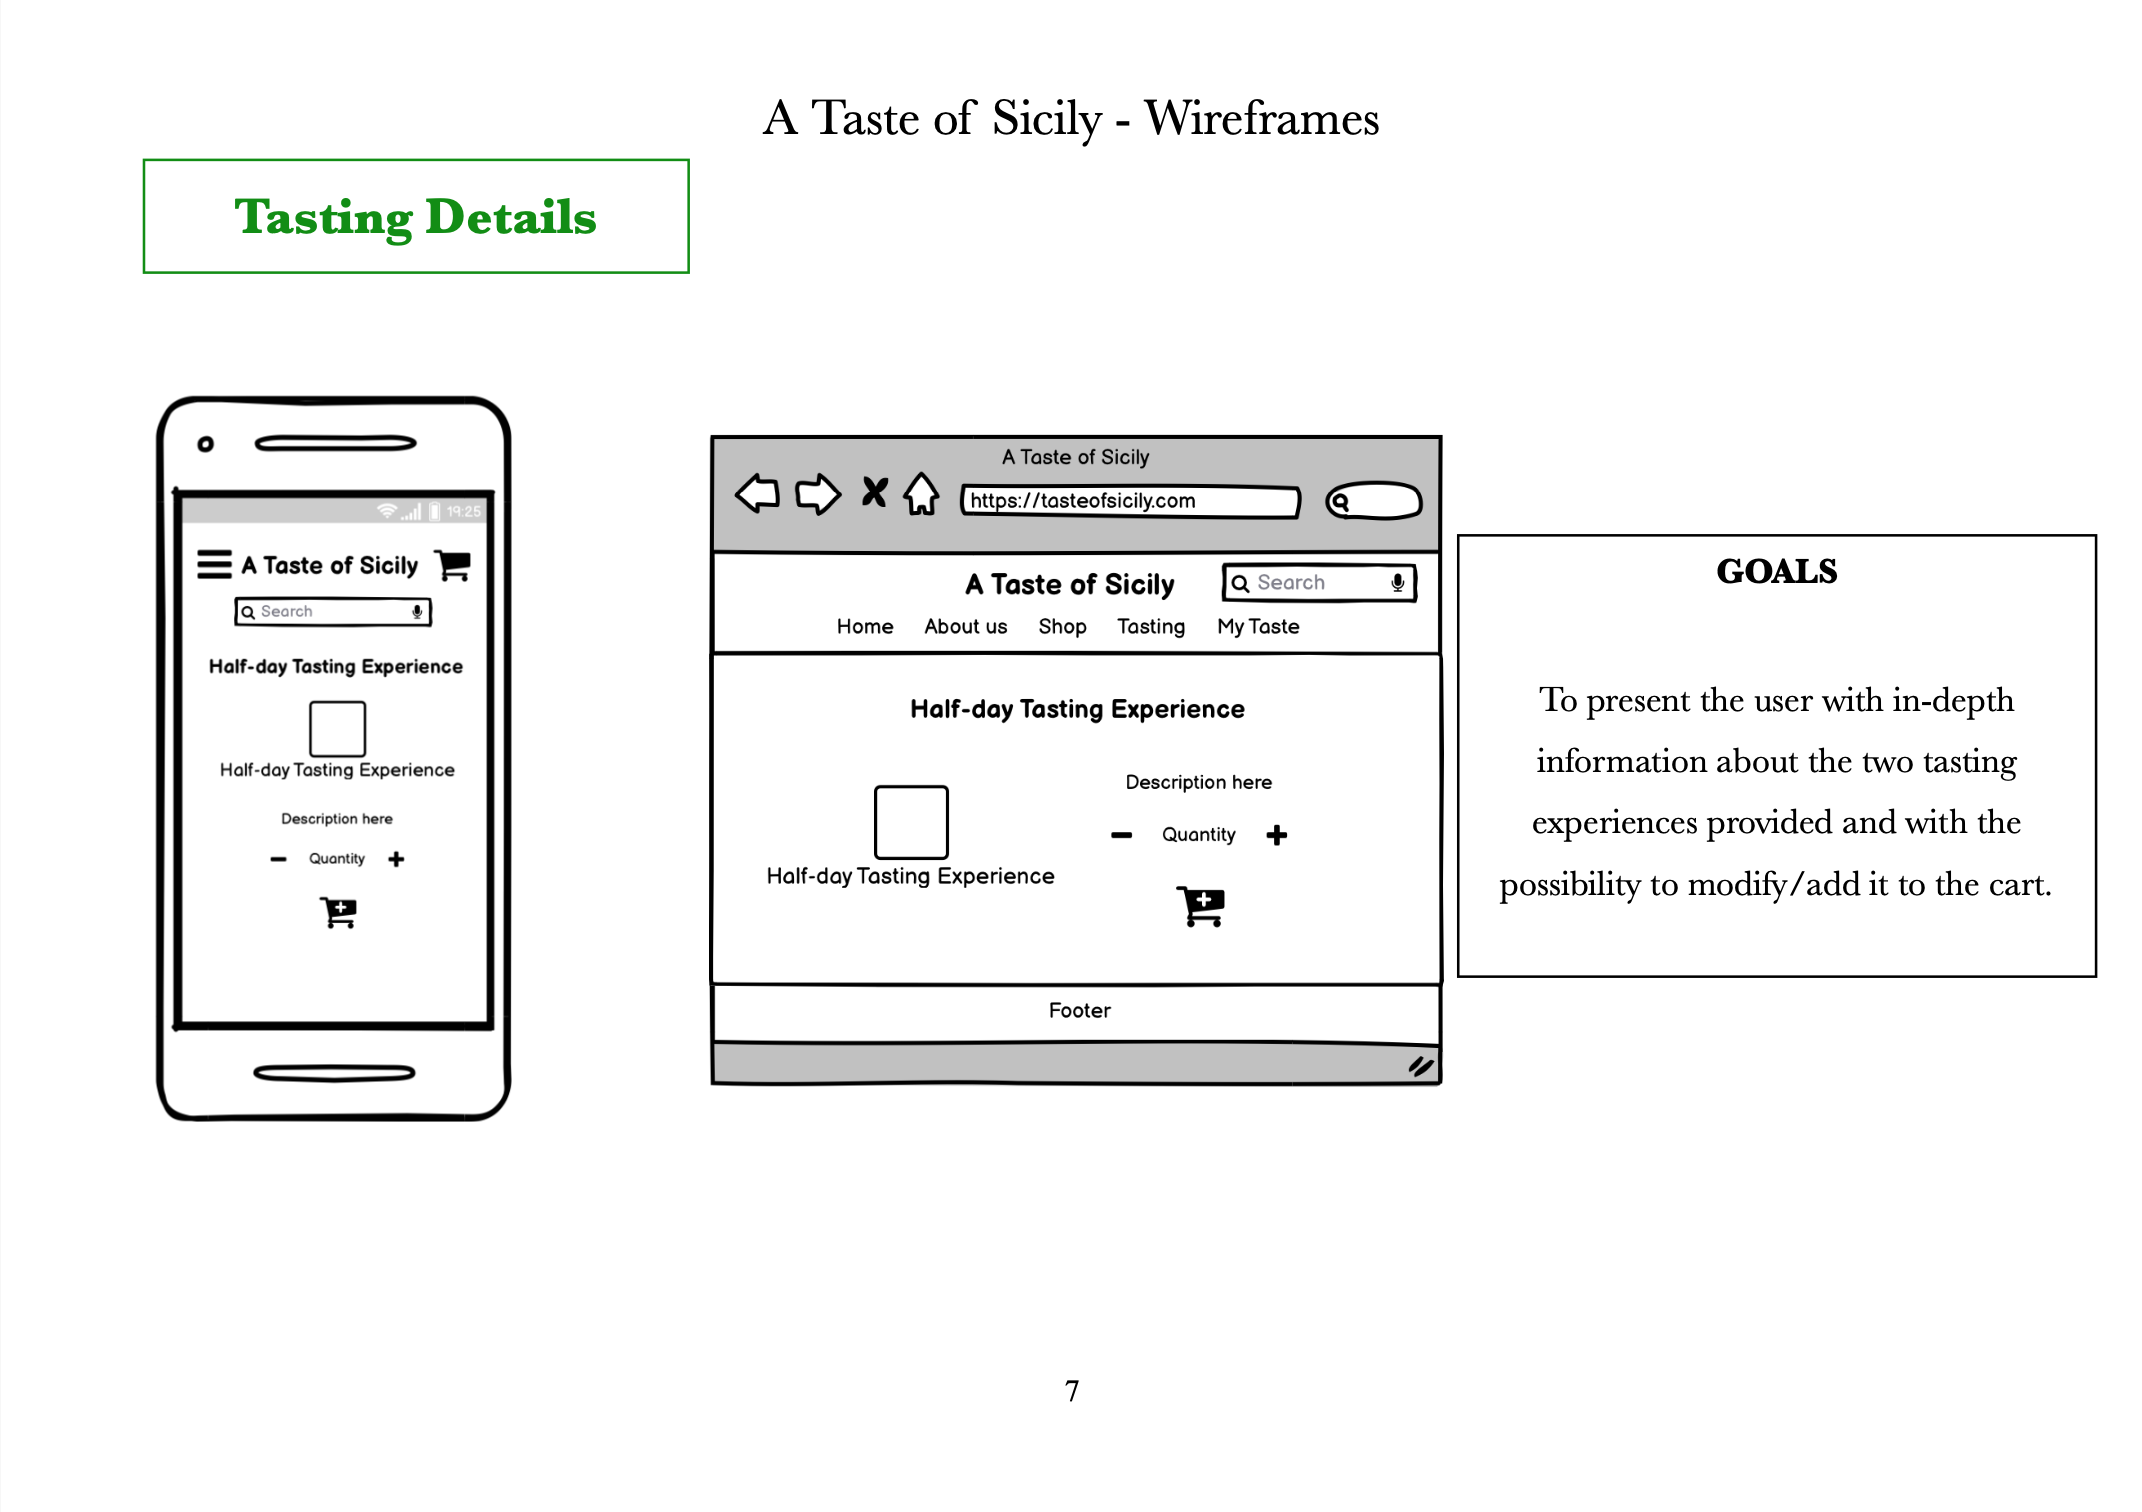 A Taste of Sicily - Wireframes
Tasting Details
19:25
A Taste of Sicily
Search
Half-day Tasting Experience
Half-day Tasting Experience
Description here
Quantity
A Taste of Sicily
https://tasteofsicily.com
A Taste of Sicily
Search
Home About us Shop Tasting My Taste
Half-day Tasting Experience
Description here
Quantity
Half-day Tasting Experience
Footer
GOALS
To present the user with in-depth
information about the two tasting
experiences provided and with the
possibility to modify/add it to the cart.
7